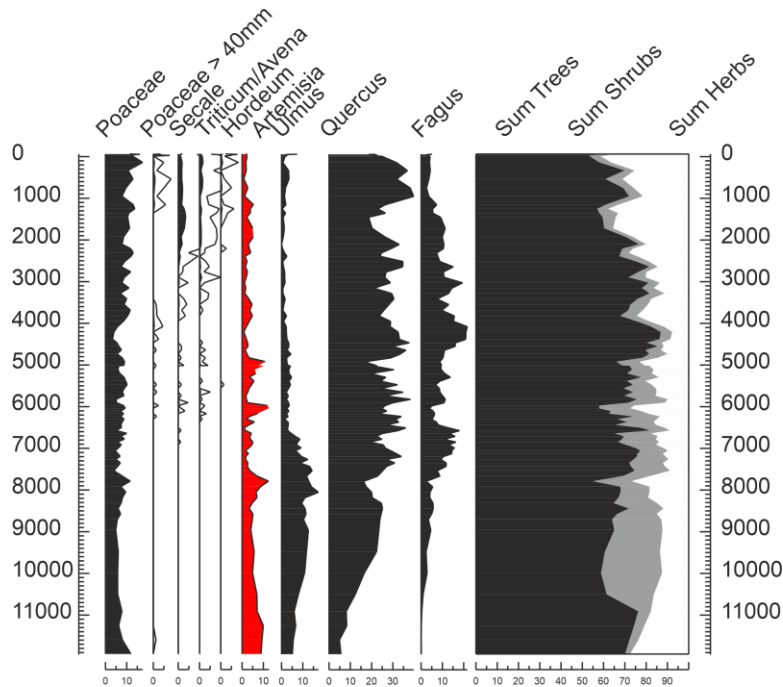 Poaceae
Poaceae > 40mm
Secale
Triticum/Avena
Hordeum
Artemisia
Ulmus
Quercus
Fagus
Sum Trees
Sum Shrubs
Sum Herbs
0 0
1000 1000
2000 2000
3000 3000
4000 4000
5000 5000
6000 6000
7000 7000
8000 8000
9000 9000
10000 10000
11000 11000
0 10 0 0 0 0 0 10 0 10 0 10 20 30 0 10 20 0 10 20 30 40 50 60 70 80 90